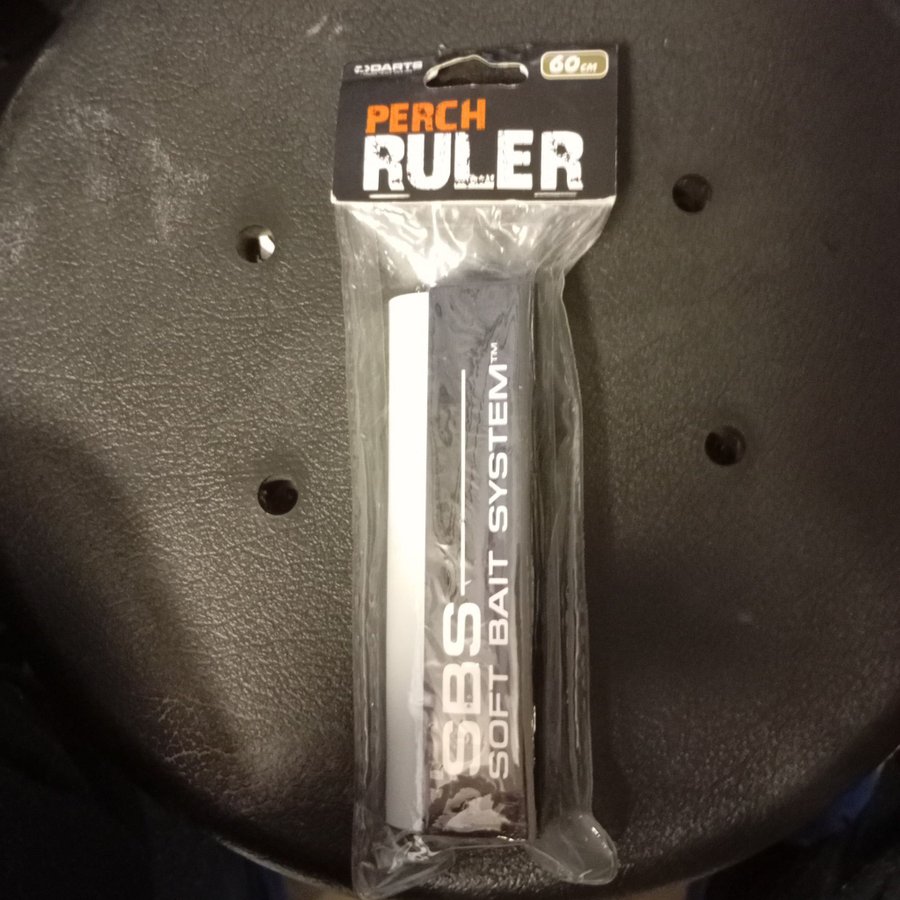 DARTS
60CM
PERCH
RULER
SBS
SOFT BAIT SYSTEM™